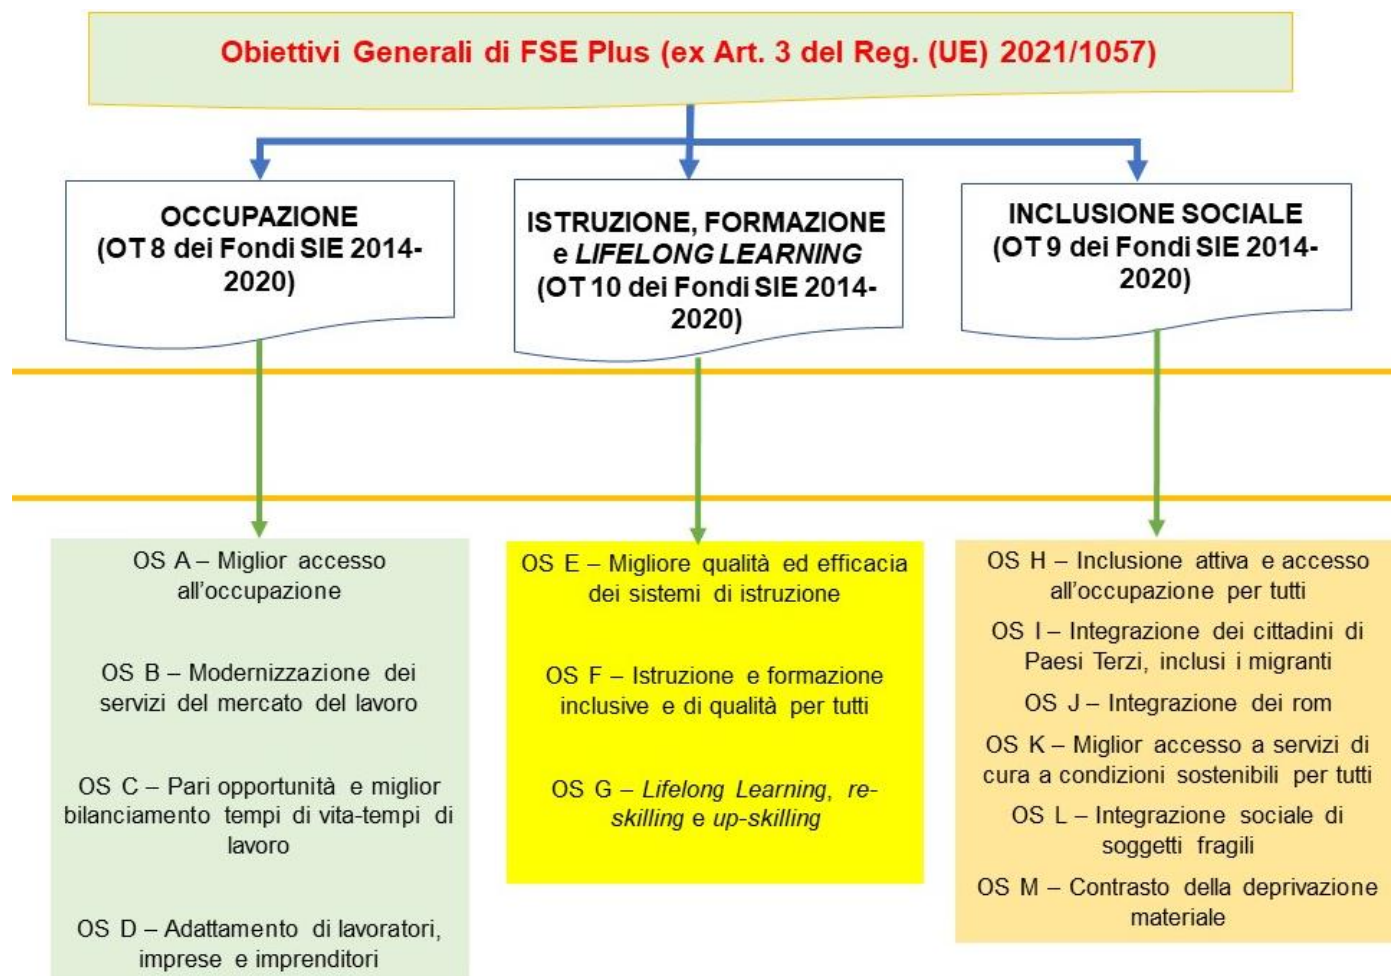 Obiettivi Generali di FSE Plus (ex Art. 3 del Reg. (UE) 2021/1057)
OCCUPAZIONE
(OT 8 dei Fondi SIE 2014-
2020)
ISTRUZIONE, FORMAZIONE
e LIFELONG LEARNING
(OT 10 dei Fondi SIE 2014-
2020)
INCLUSIONE SOCIALE
(OT 9 dei Fondi SIE 2014-
2020)
OS A – Miglior accesso
all’occupazione
OS B – Modernizzazione dei
servizi del mercato del lavoro
OS C – Pari opportunità e miglior
bilanciamento tempi di vita-tempi di
lavoro
OS D – Adattamento di lavoratori,
imprese e imprenditori
OS E – Migliore qualità ed efficacia
dei sistemi di istruzione
OS F – Istruzione e formazione
inclusive e di qualità per tutti
OS G – Lifelong Learning, re-
skilling e up-skilling
OS H – Inclusione attiva e accesso
all’occupazione per tutti
OS I – Integrazione dei cittadini di
Paesi Terzi, inclusi i migranti
OS J – Integrazione dei rom
OS K – Miglior accesso a servizi di
cura a condizioni sostenibili per tutti
OS L – Integrazione sociale di
soggetti fragili
OS M – Contrasto della deprivazione
materiale